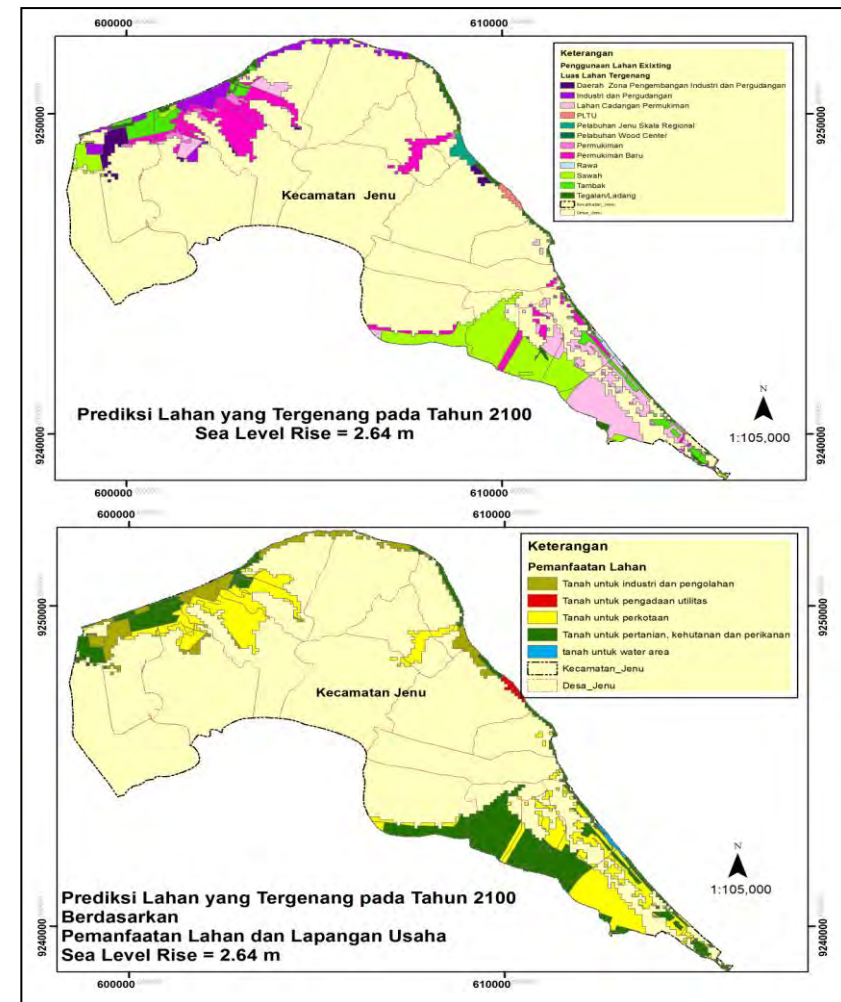 600000
610000
Keterangan
Penggunaan Lahan Exixting
Luas Lahan Tergenang
Daerah Zona Pengembangan Industri dan Pergudangan
Industri dan Pergudangan
Lahan Cadangan Permukiman
PLTU
Pelabuhan Jenu Skala Regional
Pelabuhan Wood Center
Permukiman
Permukiman Baru
Rawa
Sawah
Tambak
Tegalan/Ladang
Kecamatan_Jenu
Desa_Jenu
9250000
9250000
Kecamatan Jenu
Prediksi Lahan yang Tergenang pada Tahun 2100
Sea Level Rise = 2.64 m
N
1:105,000
9240000
9240000
600000
610000
600000
610000
Keterangan
Pemanfaatan Lahan
Tanah untuk industri dan pengolahan
Tanah untuk pengadaan utilitas
Tanah untuk perkotaan
Tanah untuk pertanian, kehutanan dan perikanan
tanah untuk water area
Kecamatan_Jenu
Desa_Jenu
9250000
9250000
Kecamatan Jenu
N
1:105,000
Prediksi Lahan yang Tergenang pada Tahun 2100
Berdasarkan
Pemanfaatan Lahan dan Lapangan Usaha
Sea Level Rise = 2.64 m
9240000
9240000
600000
610000